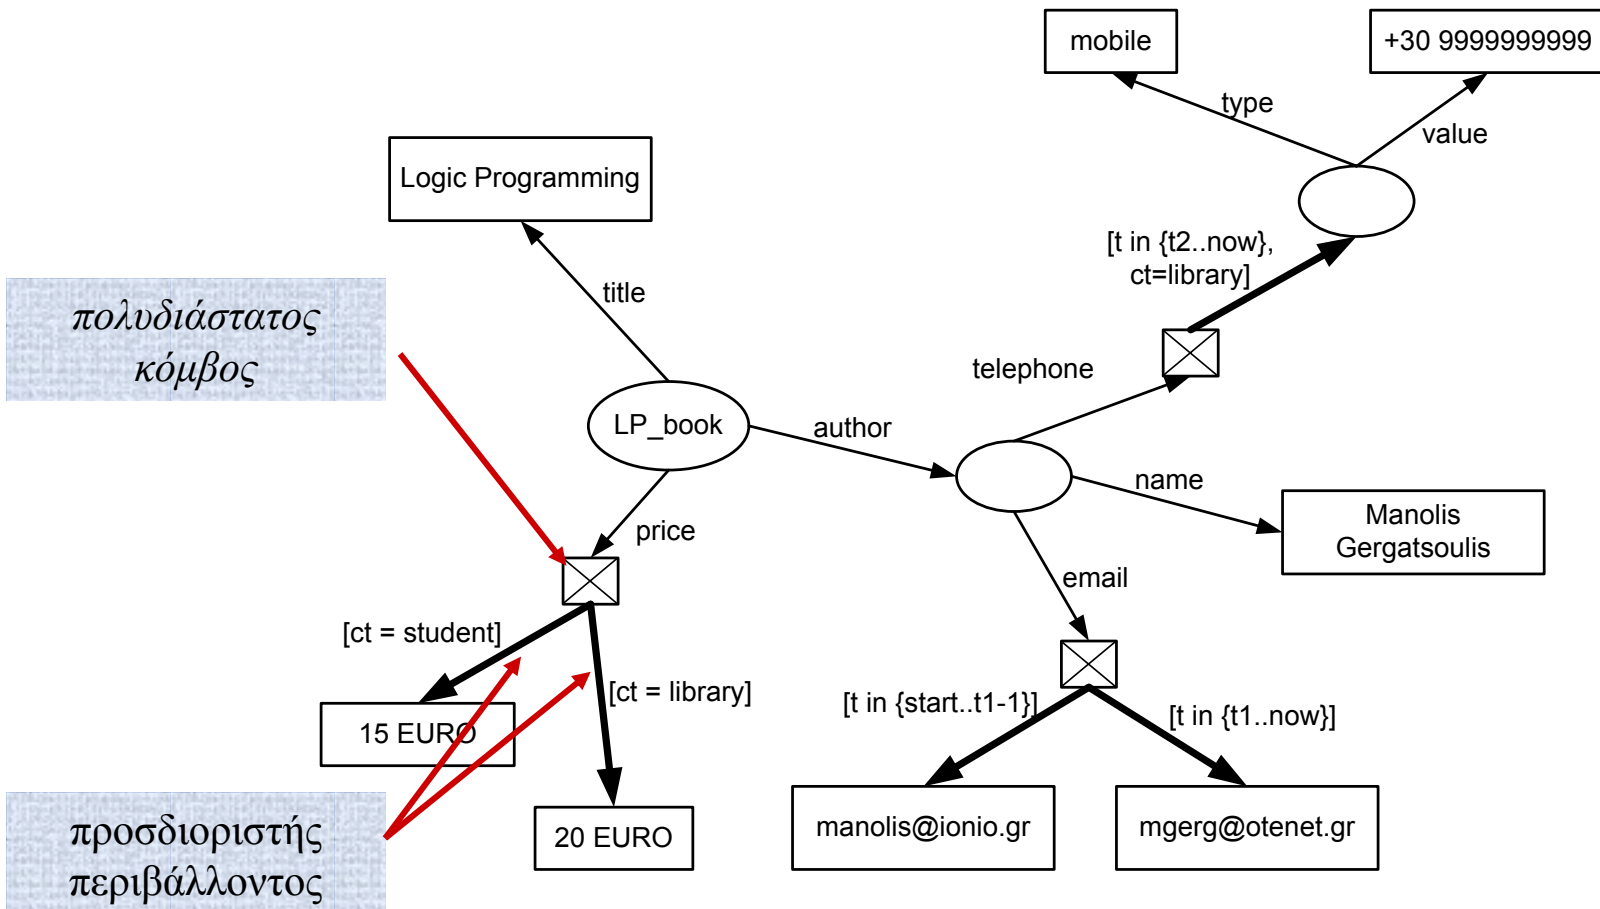 mobile
+30 9999999999
type
value
Logic Programming
[t in {t2..now},
ct=library]
title
πολυδιάστατος
κόμβος
telephone
LP_book
author
name
Manolis
Gergatsoulis
price
email
[ct = student]
[ct = library]
[t in {start..t1-1}]
[t in {t1..now}]
15 EURO
20 EURO
manolis@ionio.gr
mgerg@otenet.gr
προσδιοριστής
περιβάλλοντος